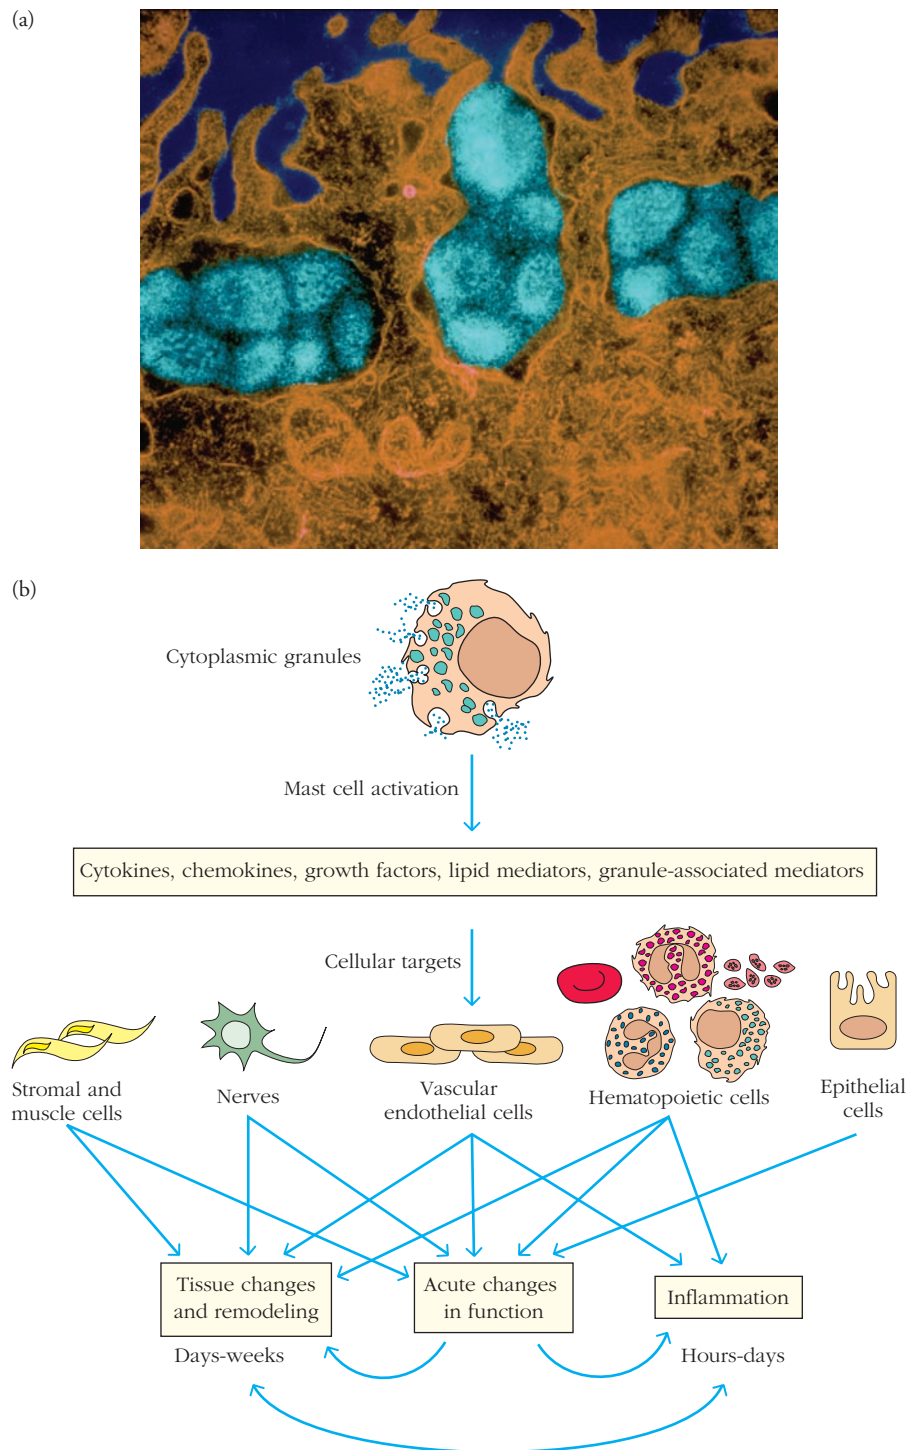 (a)
(b)
Cytoplasmic granules
Mast cell activation
Cytokines, chemokines, growth factors, lipid mediators, granule-associated mediators
Cellular targets
Stromal and
muscle cells
Nerves
Vascular
endothelial cells
Hematopoietic cells
Epithelial
cells
Tissue changes
and remodeling
Acute changes
in function
Inflammation
Days-weeks
Hours-days